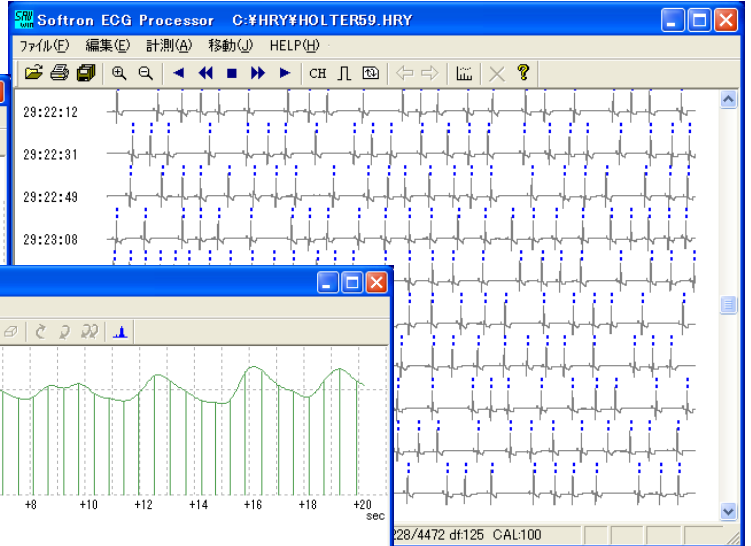 Softron ECG Processor C:¥HRY¥HOLTER59.HRY
ファイル(F) 編集(E) 計測(A) 移動(J) HELP(H)
CH
29:22:12
29:22:31
29:22:49
29:23:08
+8 +10 +12 +14 +16 +18 +20
sec
228/4472 df:125 CAL:100